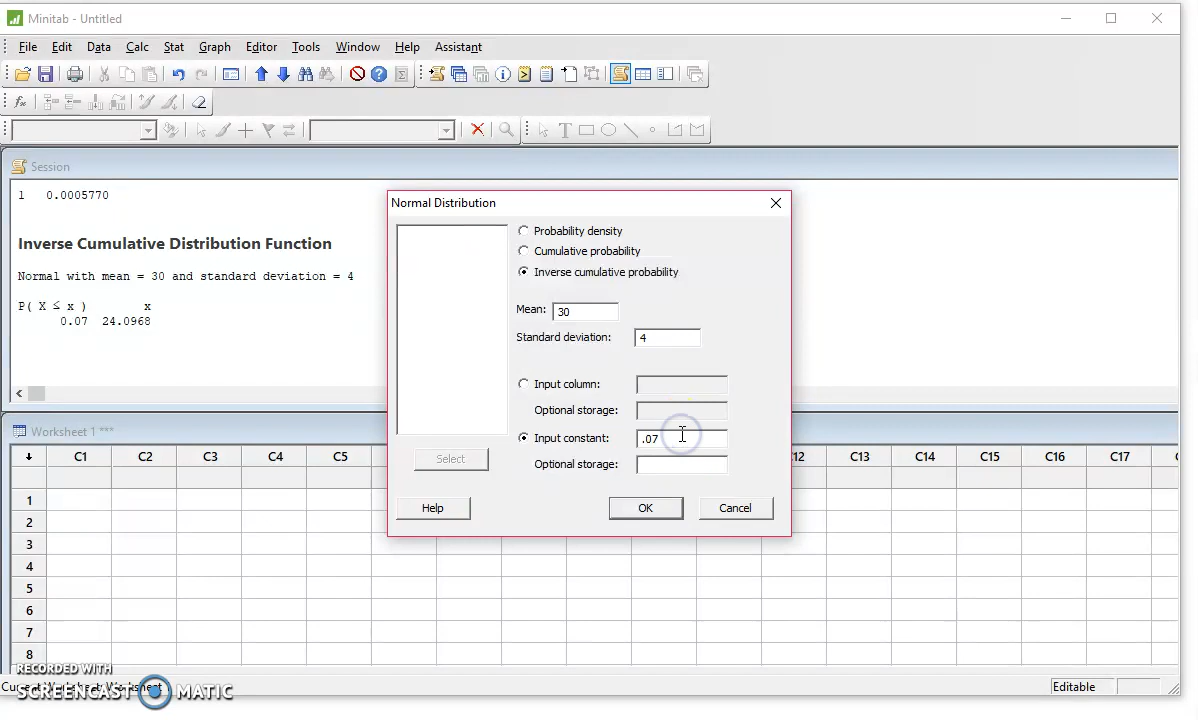 Minitab - Untitled
File Edit Data Calc Stat Graph Editor Tools Window Help Assistant
Session
1 0.0005770
Inverse Cumulative Distribution Function
Normal with mean = 30 and standard deviation = 4
P( X ≤ x ) x
0.07 24.0968
Normal Distribution
Probability density
Cumulative probability
Inverse cumulative probability
Mean: 30
Standard deviation: 4
Input column:
Optional storage:
Input constant: .07
Optional storage:
Select
Help OK Cancel
Worksheet 1 ***
C1 C2 C3 C4 C5 C13 C14 C15 C16 C17
1
2
3
4
5
6
7
8
RECORDED WITH
SCREENCAST MATIC
Editable